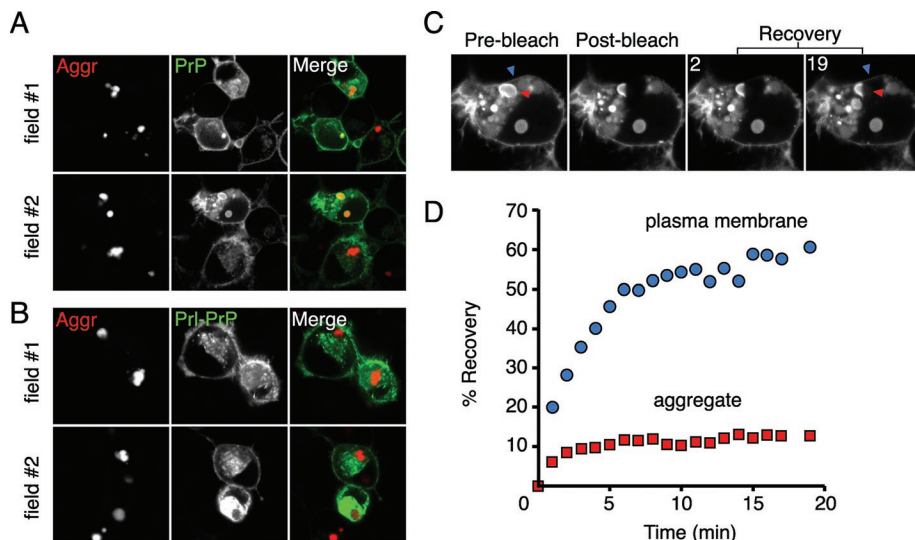 A
Aggr PrP Merge
field #1
field #2
B
Aggr Prl-PrP Merge
field #1
field #2
C
Pre-bleach Post-bleach Recovery
2 19
D
70
60
50
40
30
20
10
0
% Recovery
plasma membrane
aggregate
0 5 10 15 20
Time (min)